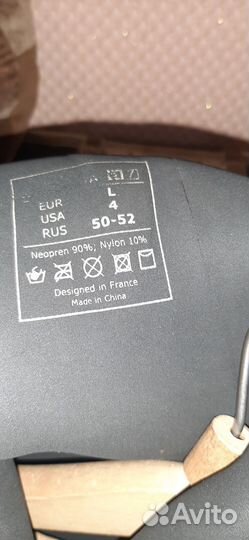 L
EUR 4
USA
RUS 50-52
Neopren 90%; Nylon 10%
Designed in France
Made in China
Avito